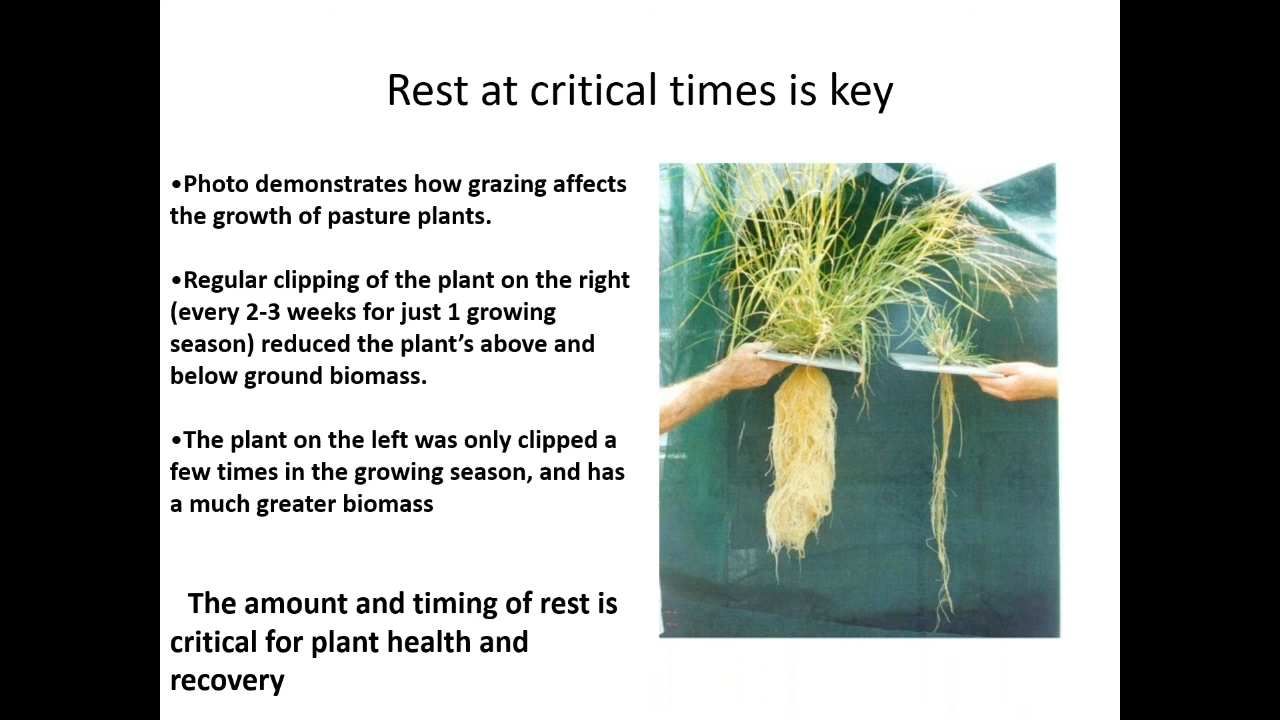 Rest at critical times is key
•Photo demonstrates how grazing affects
the growth of pasture plants.
•Regular clipping of the plant on the right
(every 2-3 weeks for just 1 growing
season) reduced the plant’s above and
below ground biomass.
•The plant on the left was only clipped a
few times in the growing season, and has
a much greater biomass
The amount and timing of rest is
critical for plant health and
recovery